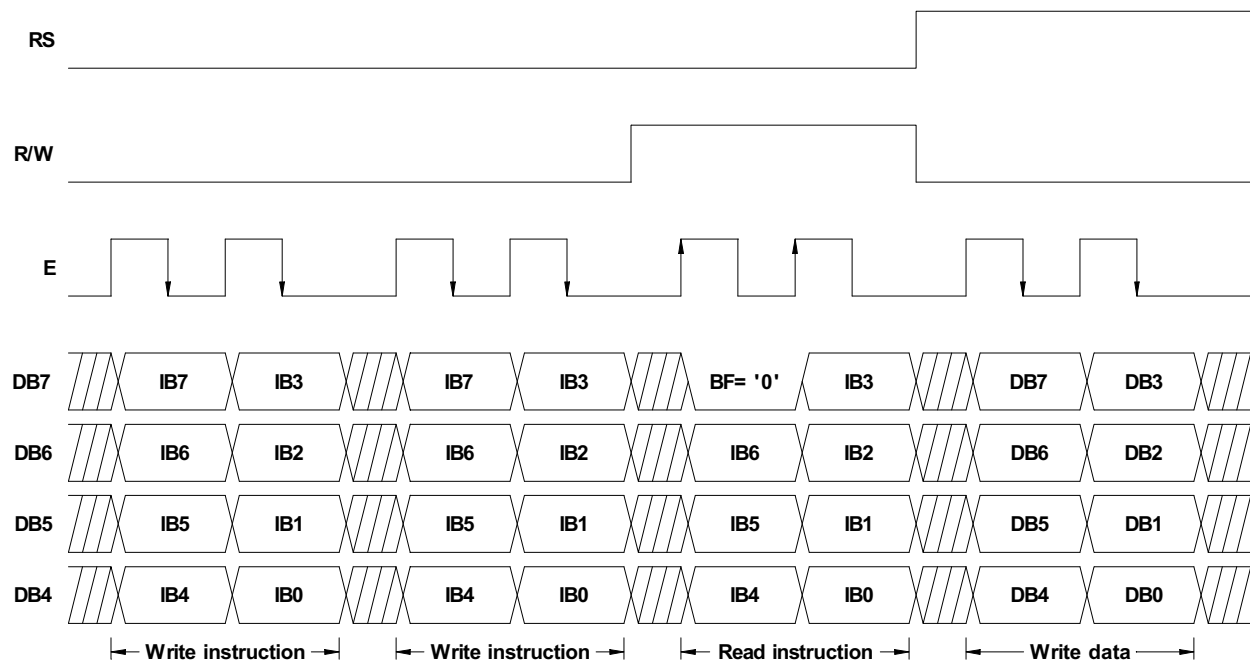 RS
R/W
E
DB7 IB7 IB3 IB7 IB3 BF= '0' IB3 DB7 DB3
DB6 IB6 IB2 IB6 IB2 IB6 IB2 DB6 DB2
DB5 IB5 IB1 IB5 IB1 IB5 IB1 DB5 DB1
DB4 IB4 IB0 IB4 IB0 IB4 IB0 DB4 DB0
Write instruction Write instruction Read instruction Write data